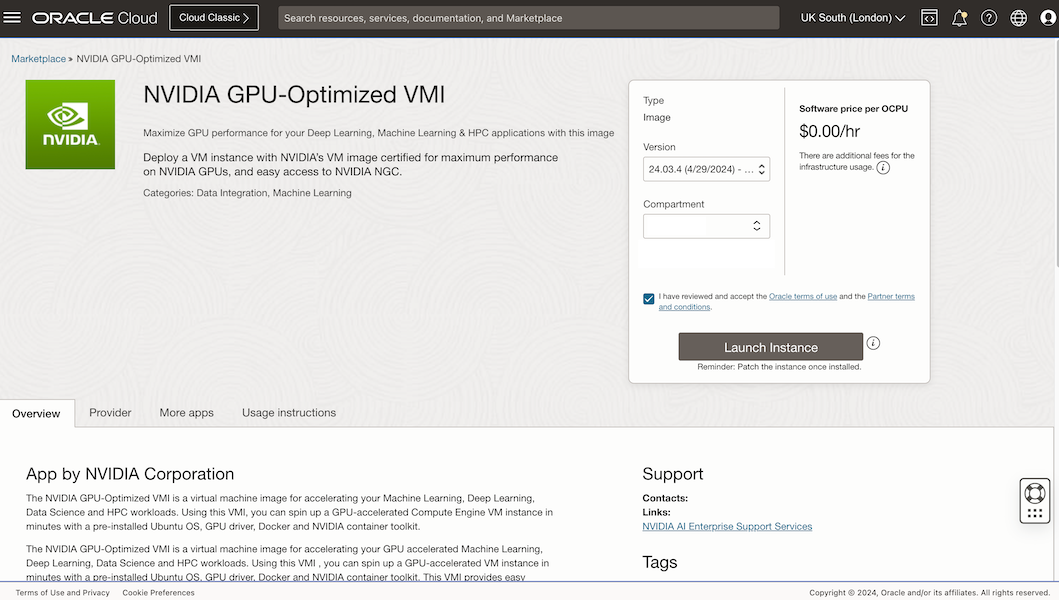 ORACLE Cloud
Cloud Classic
Search resources, services, documentation, and Marketplace
UK South (London)
Marketplace » NVIDIA GPU-Optimized VMI
NVIDIA
NVIDIA GPU-Optimized VMI
Maximize GPU performance for your Deep Learning, Machine Learning & HPC applications with this image
Deploy a VM instance with NVIDIA's VM image certified for maximum performance
on NVIDIA GPUs, and easy access to NVIDIA NGC.
Categories: Data Integration, Machine Learning
Type
Image
Version
24.03.4 (4/29/2024) - ...
Compartment
Software price per OCPU
$0.00/hr
There are additional fees for the
infrastructure usage.
I have reviewed and accept the Oracle terms of use and the Partner terms
and conditions.
Launch Instance
Reminder: Patch the instance once installed.
Overview
Provider
More apps
Usage instructions
App by NVIDIA Corporation
The NVIDIA GPU-Optimized VMI is a virtual machine image for accelerating your Machine Learning, Deep Learning,
Data Science and HPC workloads. Using this VMI, you can spin up a GPU-accelerated Compute Engine VM instance in
minutes with a pre-installed Ubuntu OS, GPU driver, Docker and NVIDIA container toolkit.
The NVIDIA GPU-Optimized VMI is a virtual machine image for accelerating your GPU accelerated Machine Learning,
Deep Learning, Data Science and HPC workloads. Using this VMI , you can spin up a GPU-accelerated VM instance in
minutes with a pre-installed Ubuntu OS, GPU driver, Docker and NVIDIA container toolkit. This VMI provides easy
Support
Contacts:
Links:
NVIDIA AI Enterprise Support Services
Tags
Terms of Use and Privacy
Cookie Preferences
Copyright © 2024, Oracle and/or its affiliates. All rights reserved.